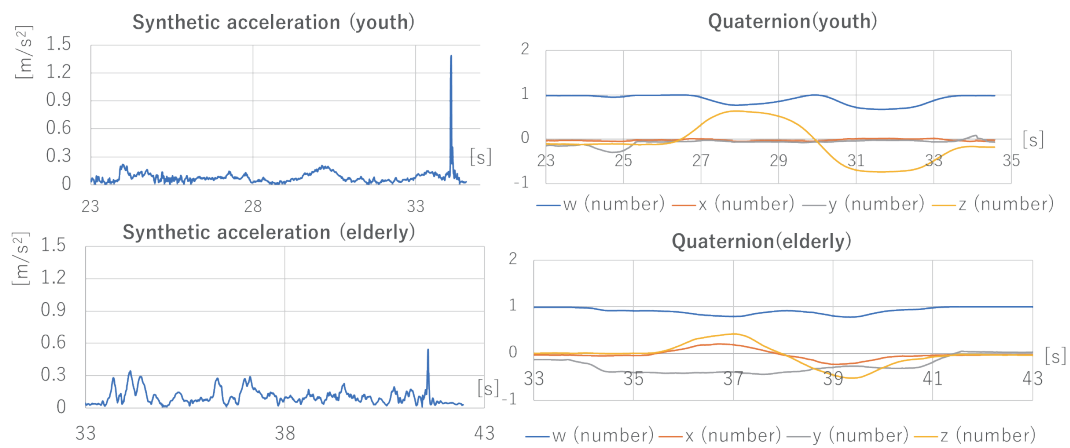 Synthetic acceleration (youth)
[m/s²]
1.5
1.2
0.9
0.6
0.3
0
[s]
23 28 33
Quaternion(youth)
2
1
0
-1
23 25 27 29 31 33 35
[s]
w (number) x (number) y (number) z (number)
Synthetic acceleration (elderly)
[m/s²]
1.5
1.2
0.9
0.6
0.3
0
[s]
33 38 43
Quaternion(elderly)
2
1
0
-1
[s]
33 35 37 39 41 43
w (number) x (number) y (number) z (number)